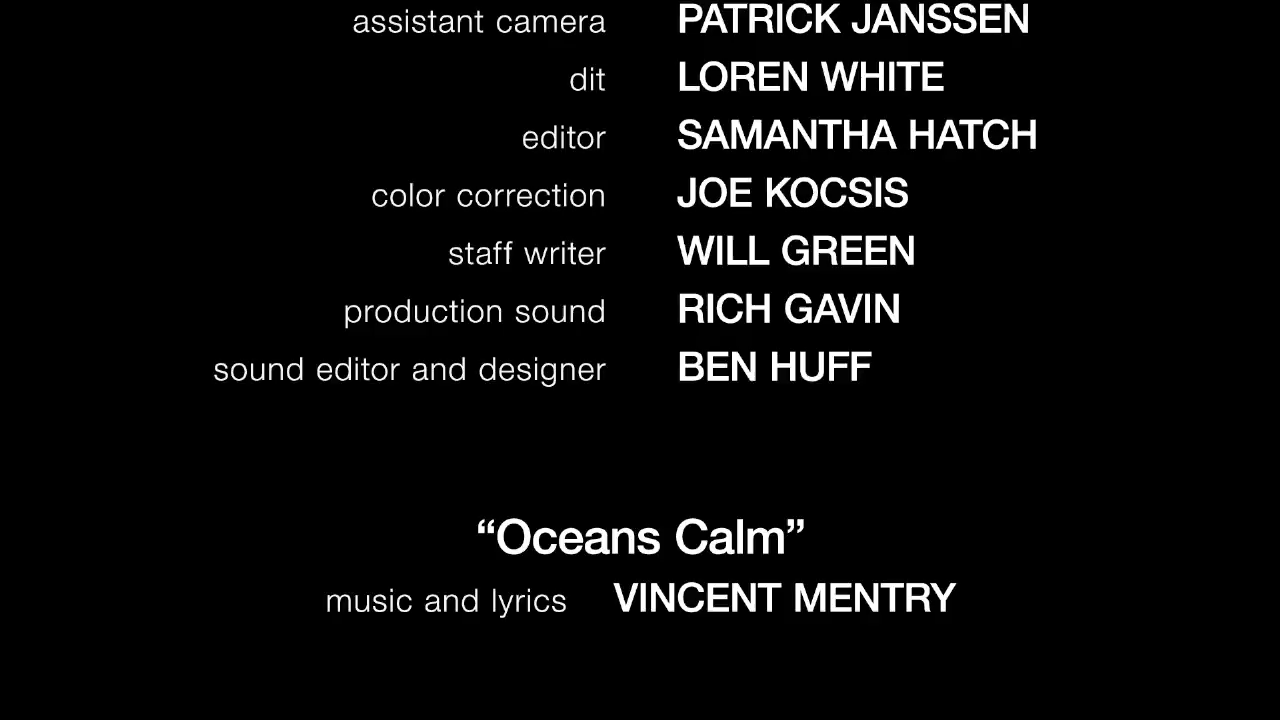 assistant camera PATRICK JANSSEN
dit LOREN WHITE
editor SAMANTHA HATCH
color correction JOE KOCSIS
staff writer WILL GREEN
production sound RICH GAVIN
sound editor and designer BEN HUFF
“Oceans Calm”
music and lyrics VINCENT MENTRY